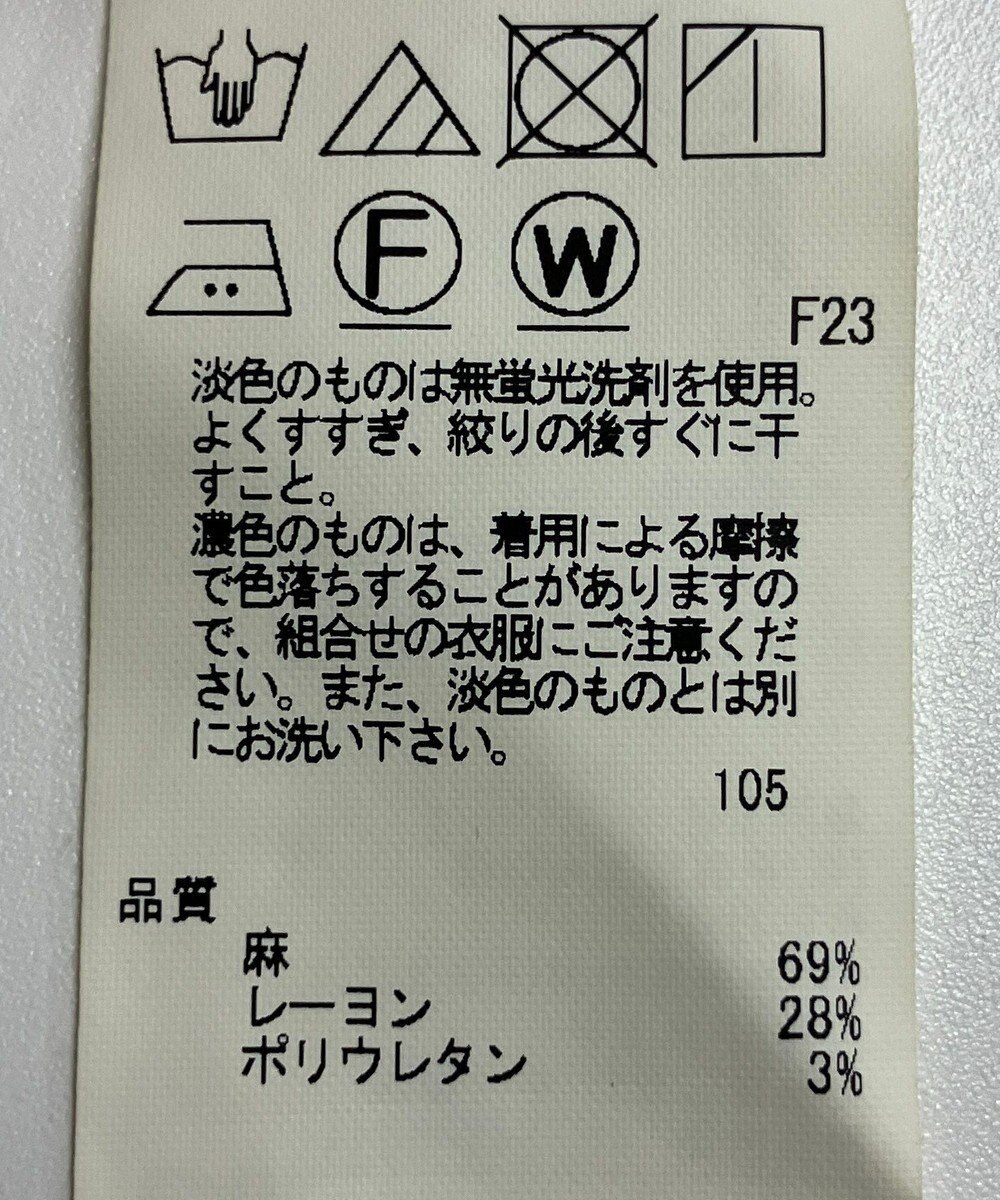 F
W
F23
淡色のものは無蛍光洗剤を使用。
よくすすぎ、絞りの後すぐに干
すこと。
濃色のものは、着用による摩擦
で色落ちすることがありますの
で、組合せの衣服にご注意くだ
さい。また、淡色のものとは別
にお洗い下さい。
105
品質
麻 69%
レーヨン 28%
ポリウレタン 3%